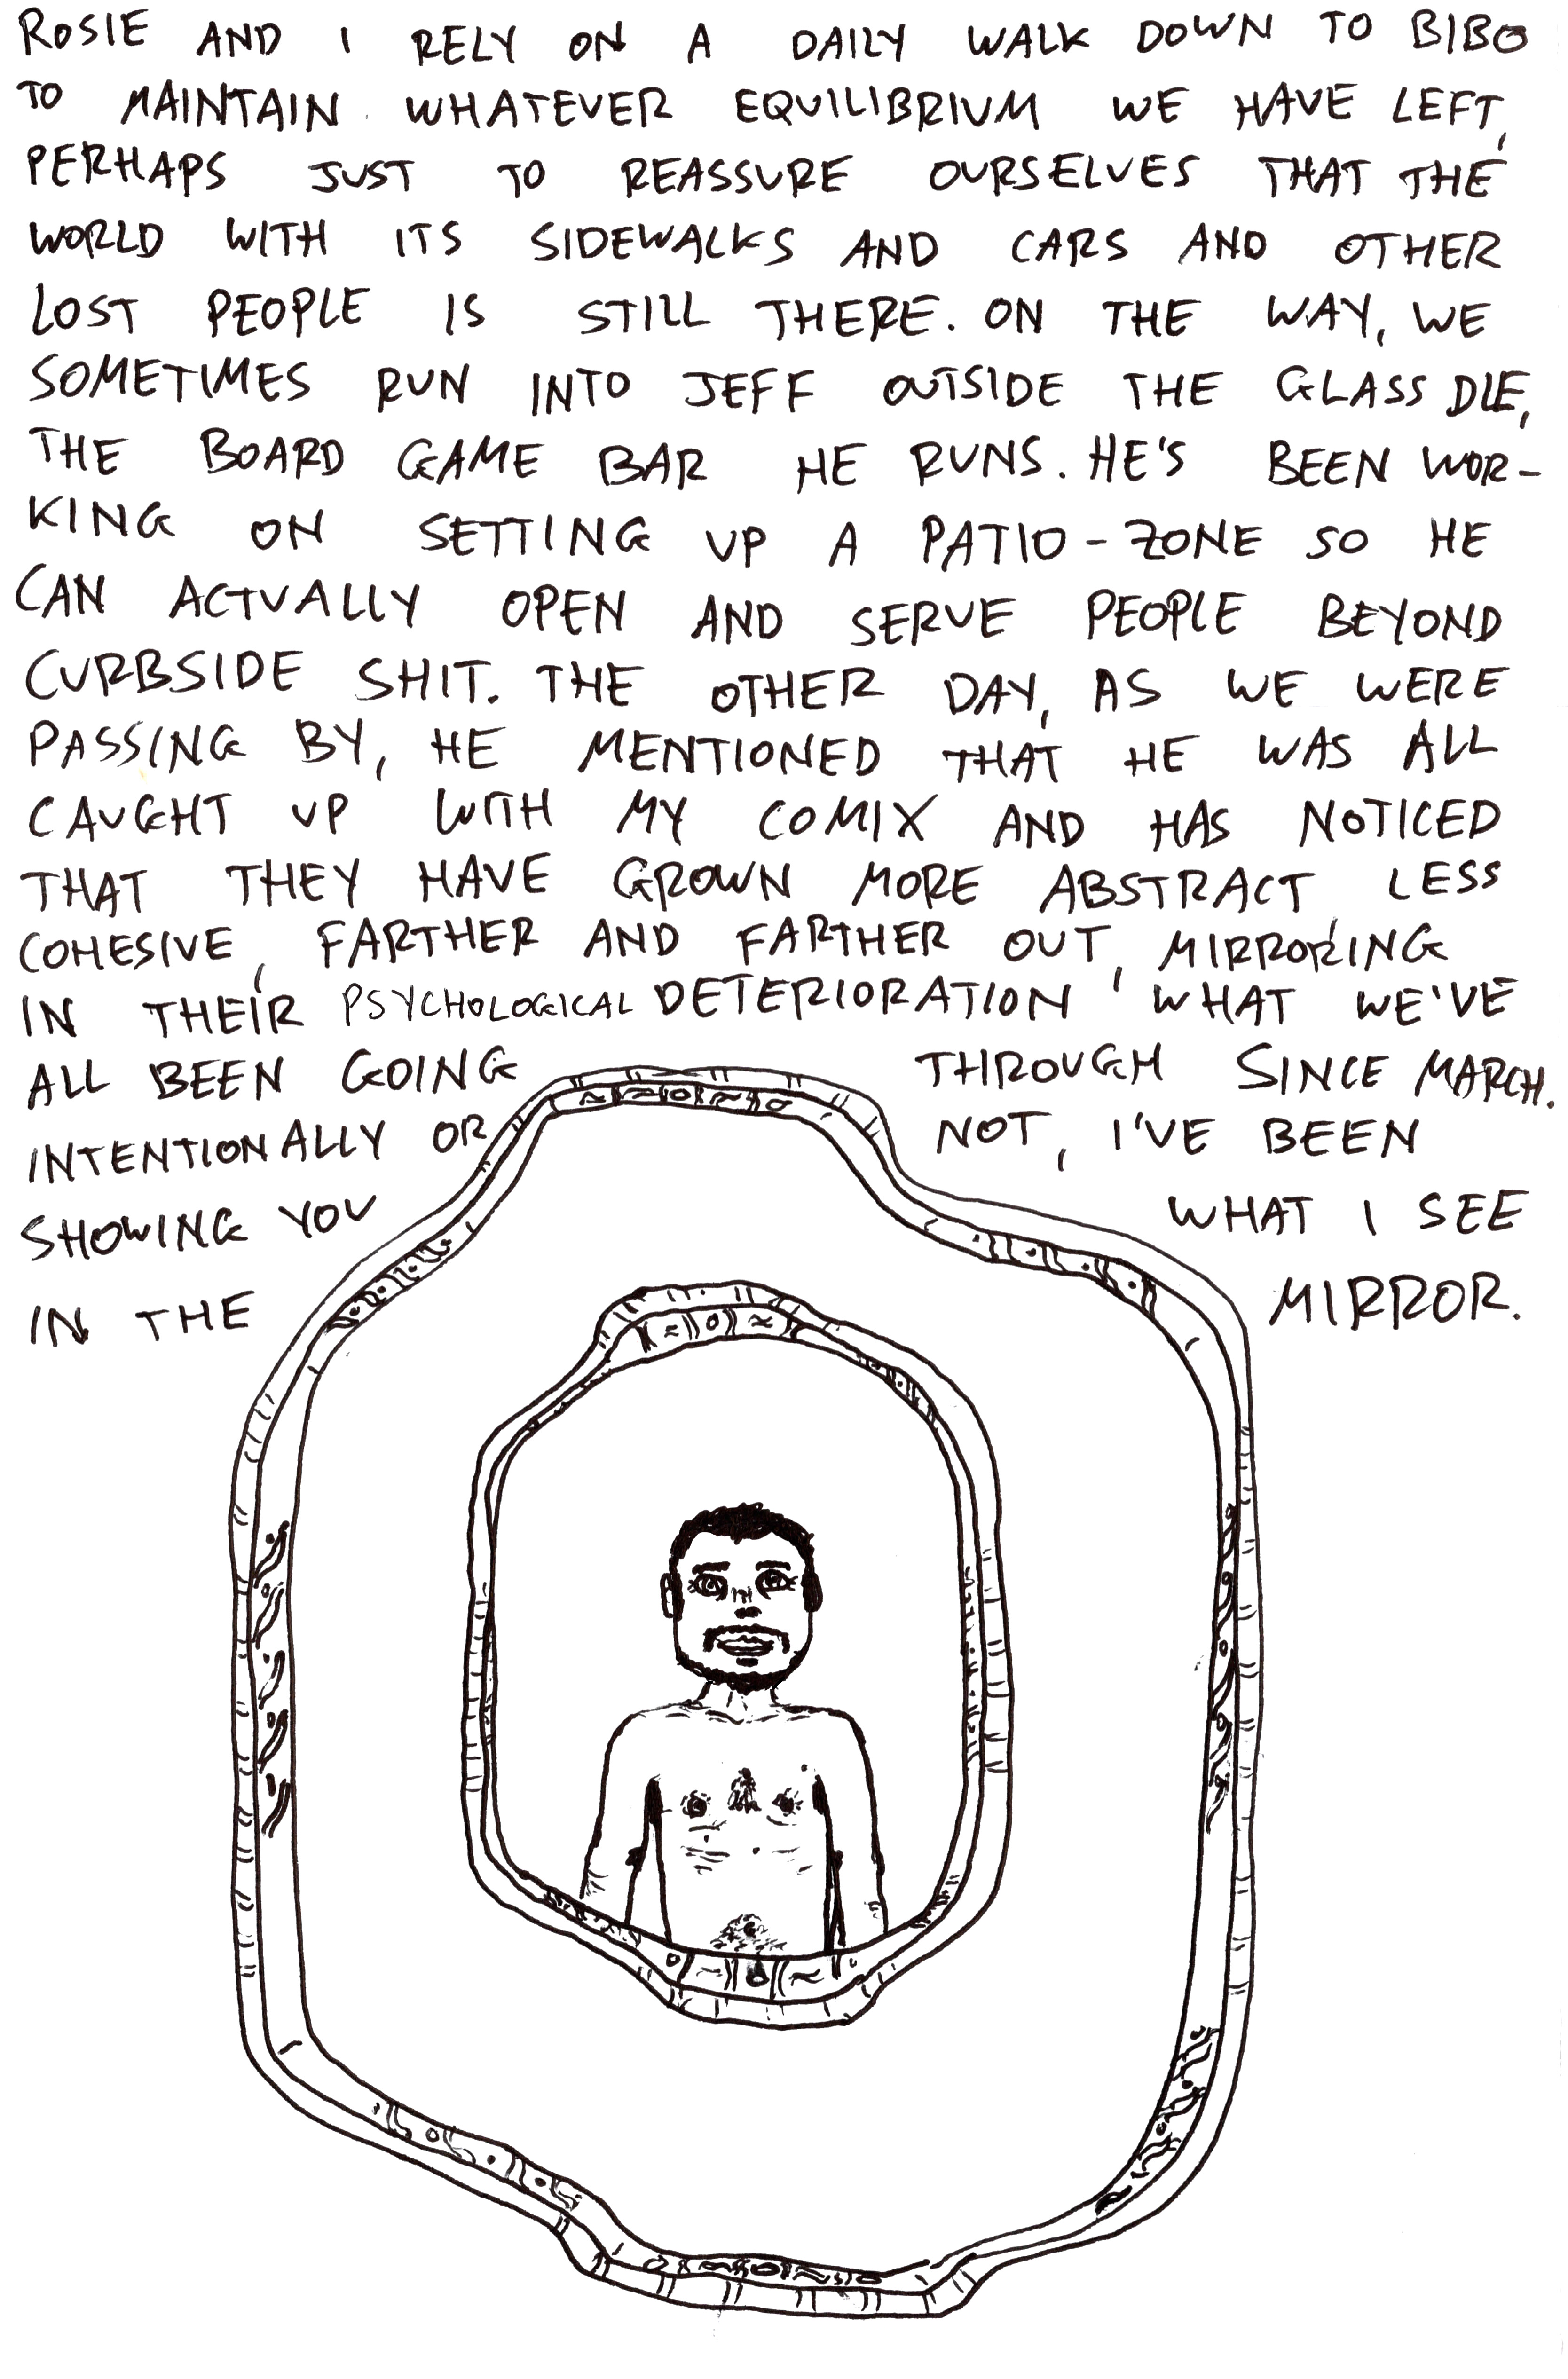 ROSIE AND I RELY ON A DAILY WALK DOWN TO BIBO
TO MAINTAIN WHATEVER EQUILIBRIUM WE HAVE LEFT,
PERHAPS JUST TO REASSURE OURSELVES THAT THE
WORLD WITH ITS SIDEWALKS AND CARS AND OTHER
LOST PEOPLE IS STILL THERE. ON THE WAY, WE
SOMETIMES RUN INTO JEFF OUTSIDE THE GLASS DIE,
THE BOARD GAME BAR HE RUNS. HE'S BEEN WOR-
KING ON SETTING UP A PATIO-ZONE SO HE
CAN ACTUALLY OPEN AND SERVE PEOPLE BEYOND
CURBSIDE SHIT. THE OTHER DAY, AS WE WERE
PASSING BY, HE MENTIONED THAT HE WAS ALL
CAUGHT UP WITH MY COMIX AND HAS NOTICED
THAT THEY HAVE GROWN MORE ABSTRACT LESS
COHESIVE, FARTHER AND FARTHER OUT, MIRRORING
IN THEIR PSYCHOLOGICAL DETERIORATION WHAT WE'VE
ALL BEEN GOING THROUGH SINCE MARCH.
INTENTIONALLY OR NOT, I'VE BEEN
SHOWING YOU WHAT I SEE
IN THE MIRROR.